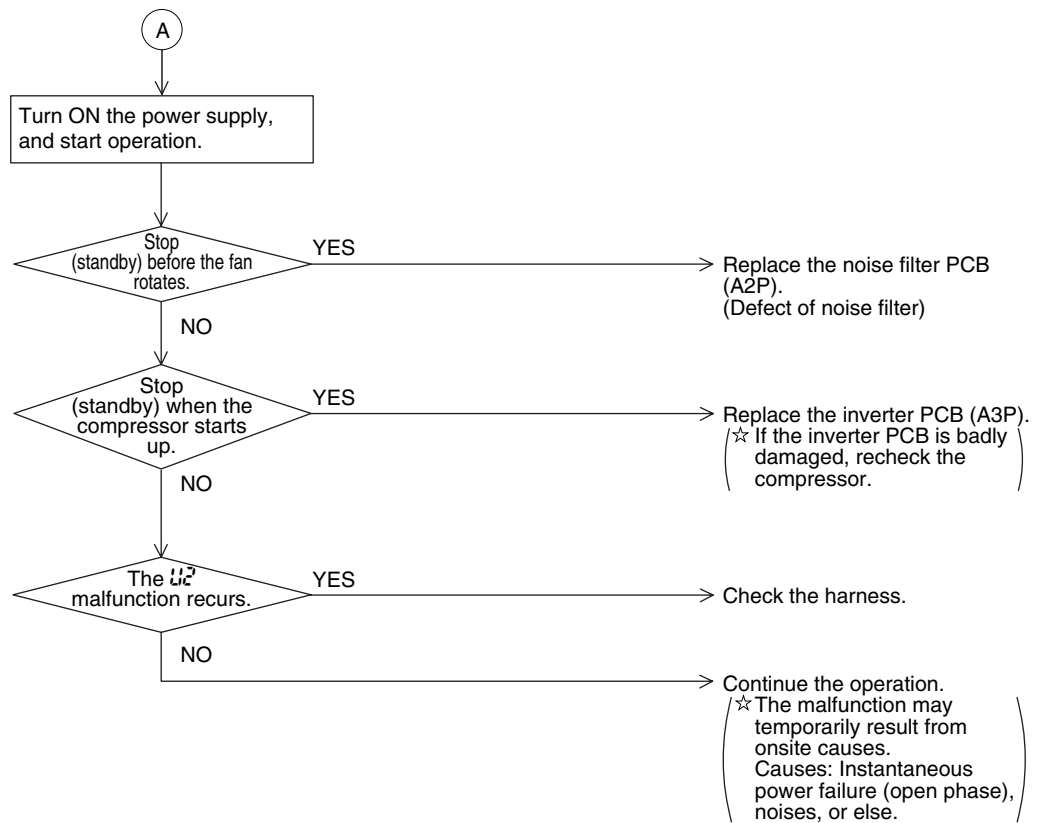 A
Turn ON the power supply,
and start operation.
Stop
(standby) before the fan
rotates.
YES
Replace the noise filter PCB
(A2P).
(Defect of noise filter)
NO
Stop
(standby) when the
compressor starts
up.
YES
Replace the inverter PCB (A3P).
(☆ If the inverter PCB is badly
damaged, recheck the
compressor.)
NO
The U2
malfunction recurs.
YES
Check the harness.
NO
Continue the operation.
(☆ The malfunction may
temporarily result from
onsite causes.
Causes: Instantaneous
power failure (open phase),
noises, or else.)